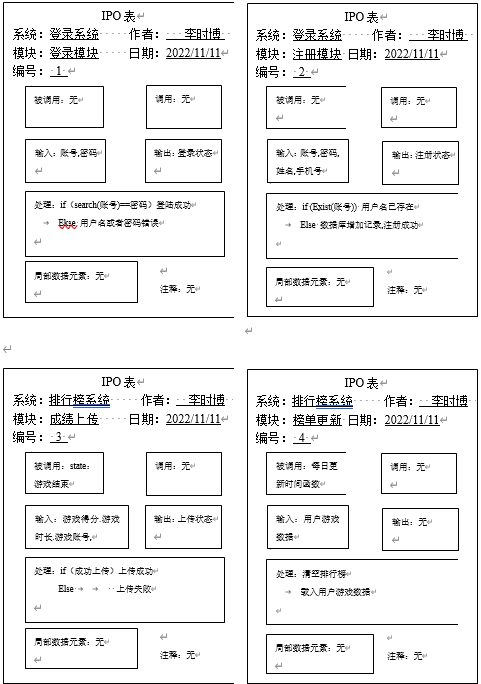 IPO 表
系统：登录系统 作者： 李时博
模块：登录模块 日期：2022/11/11
编号： 1
被调用：无
调用：无
输入：账号,密码
输出：登录状态
处理：if（search(账号)==密码）登陆成功
Ekse 用户名或者密码错误
局部数据元素：无
注释：无
IPO 表
系统：登录系统 作者： 李时博
模块：注册模块 日期：2022/11/11
编号： 2
被调用：无
调用：无
输入：账号,密码,
姓名,手机号
输出：注册状态
处理：if (Exist(账号)) 用户名已存在
Else 数据库增加记录,注册成功
局部数据元素：无
注释：无
IPO 表
系统：排行榜系统 作者： 李时博
模块：成绩上传 日期：2022/11/11
编号： 3
被调用：state：
游戏结束
调用：无
输入：游戏得分.游戏
时长.游戏账号,
输出：上传状态
处理：if（成功上传）上传成功
Else 上传失败
局部数据元素：无
注释：无
IPO 表
系统：排行榜系统 作者： 李时博
模块：榜单更新 日期：2022/11/11
编号： 4
被调用：每日更
新时间函数
调用：无
输入：用户游戏
数据
输出：无
处理：清空排行榜
载入用户游戏数据
局部数据元素：无
注释：无